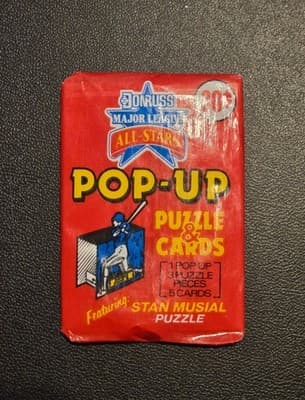 DONRUSS
MAJOR LEAGUE
ALL-STARS
POP-UP
PUZZLE
&
CARDS
1 POP UP
3 PUZZLE
PIECES
5 CARDS
Featuring:
STAN MUSIAL
PUZZLE